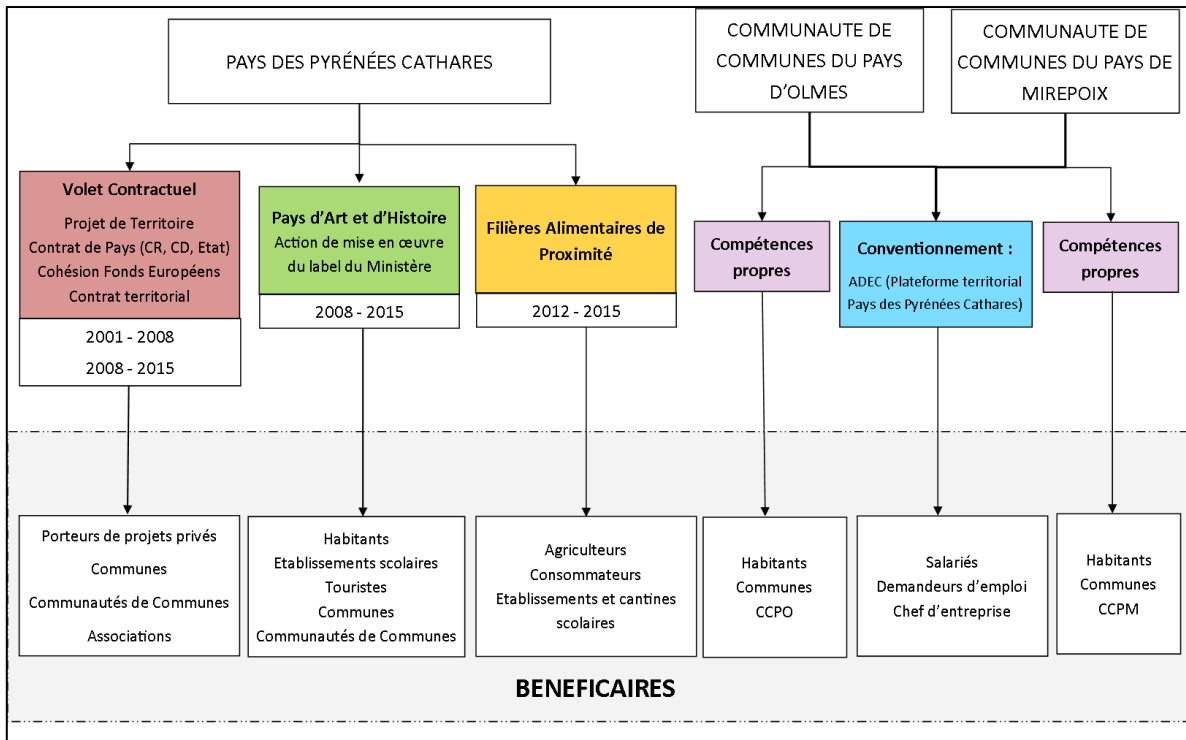 PAYS DES PYRÉNÉES CATHARES
COMMUNAUTE DE
COMMUNES DU PAYS
D’OLMES
COMMUNAUTE DE
COMMUNES DU PAYS DE
MIREPOIX
Volet Contractuel
Projet de Territoire
Contrat de Pays (CR, CD, Etat)
Cohésion Fonds Européens
Contrat territorial
2001 - 2008
2008 - 2015
Pays d’Art et d’Histoire
Action de mise en œuvre
du label du Ministère
2008 - 2015
Filières Alimentaires de
Proximité
2012 - 2015
Compétences
propres
Conventionnement :
ADEC (Plateforme territorial
Pays des Pyrénées Cathares)
Compétences
propres
Porteurs de projets privés
Communes
Communautés de Communes
Associations
Habitants
Etablissements scolaires
Touristes
Communes
Communautés de Communes
Agriculteurs
Consommateurs
Etablissements et cantines
scolaires
Habitants
Communes
CCPO
Salariés
Demandeurs d’emploi
Chef d’entreprise
Habitants
Communes
CCPM
BENEFICAIRES